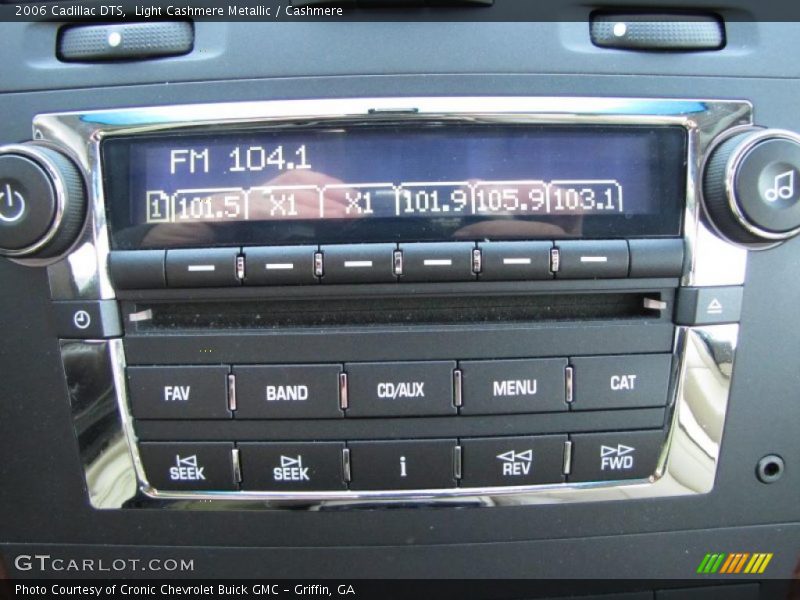 2006 Cadillac DTS,  Light Cashmere Metallic / Cashmere
FM 104.1
1 101.5 X1 X1 101.9 105.9 103.1
FAV BAND CD/AUX MENU CAT
SEEK SEEK i REV FWD
GTCARLOT.COM
Photo Courtesy of Cronic Chevrolet Buick GMC – Griffin, GA